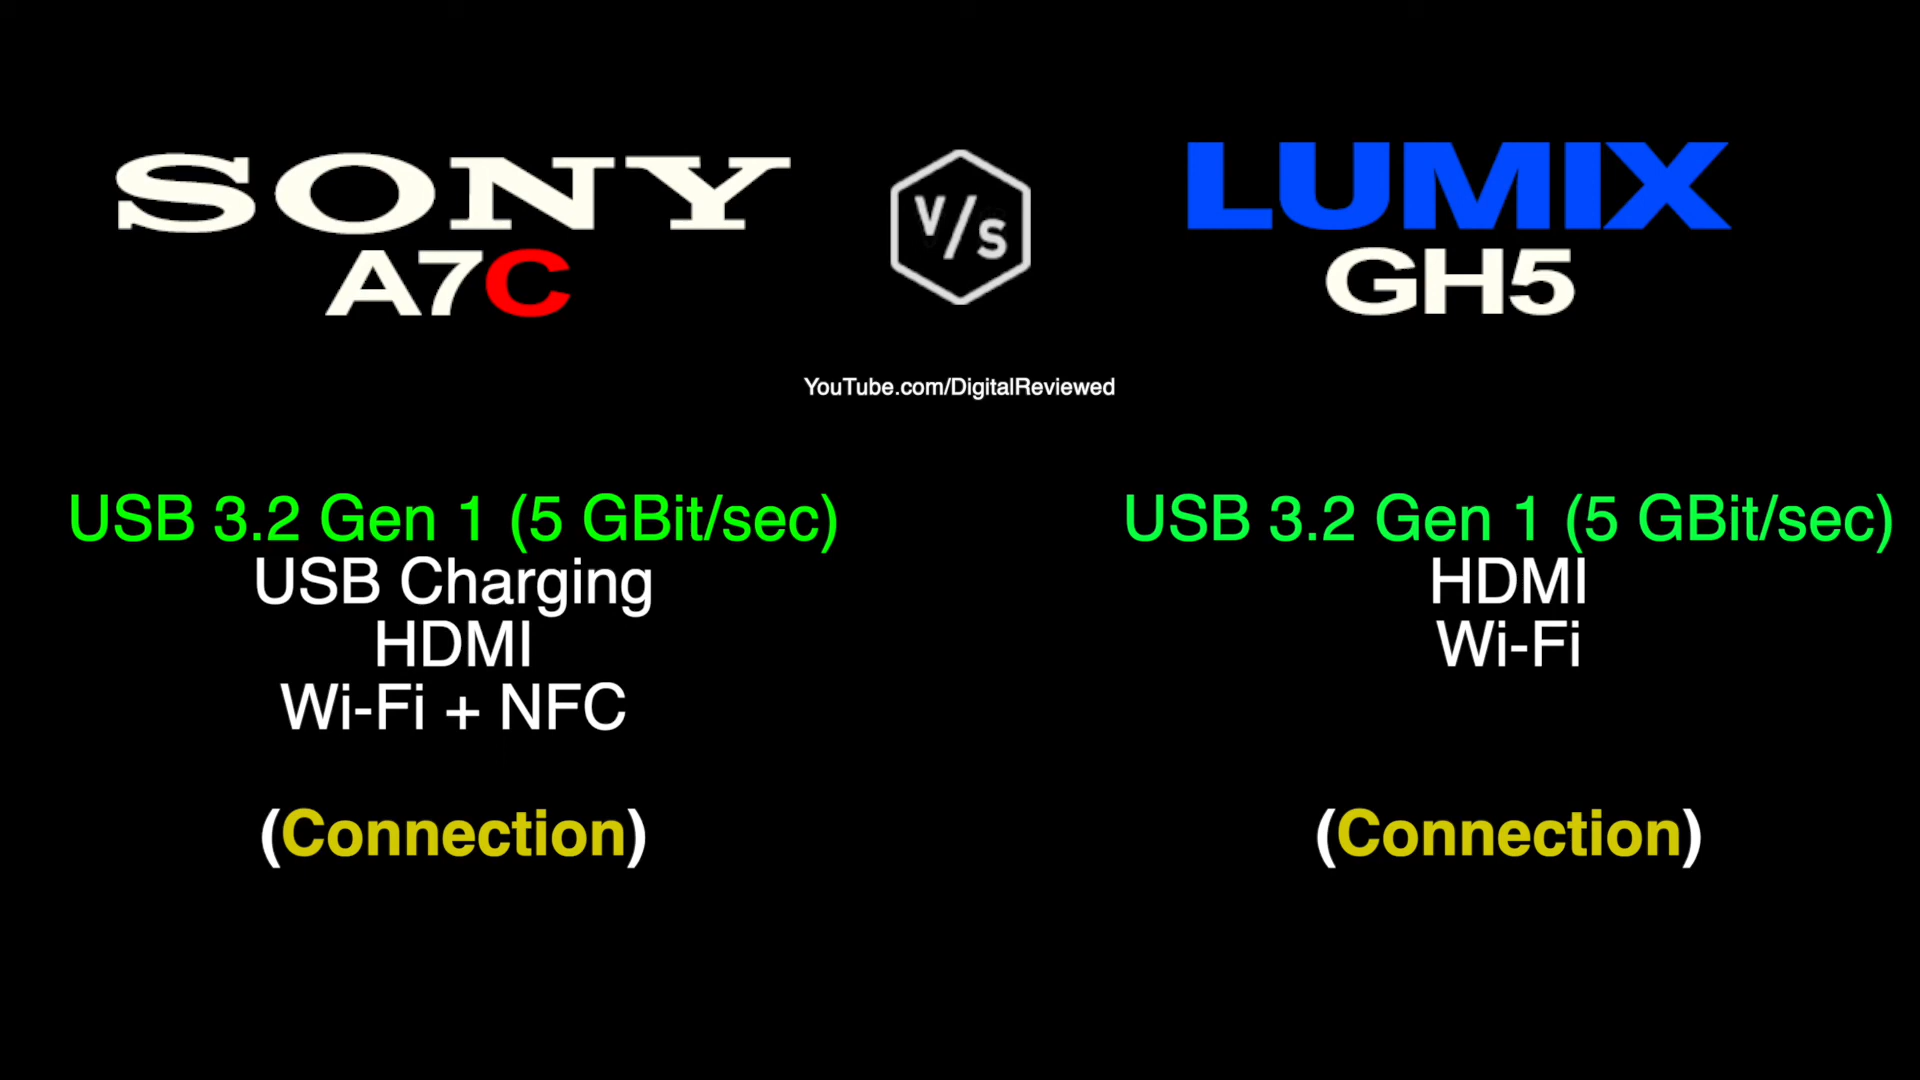 SONY
A7C
V/S
LUMIX
GH5
YouTube.com/DigitalReviewed
USB 3.2 Gen 1 (5 GBit/sec)
USB Charging
HDMI
Wi-Fi + NFC
(Connection)
USB 3.2 Gen 1 (5 GBit/sec)
HDMI
Wi-Fi
(Connection)